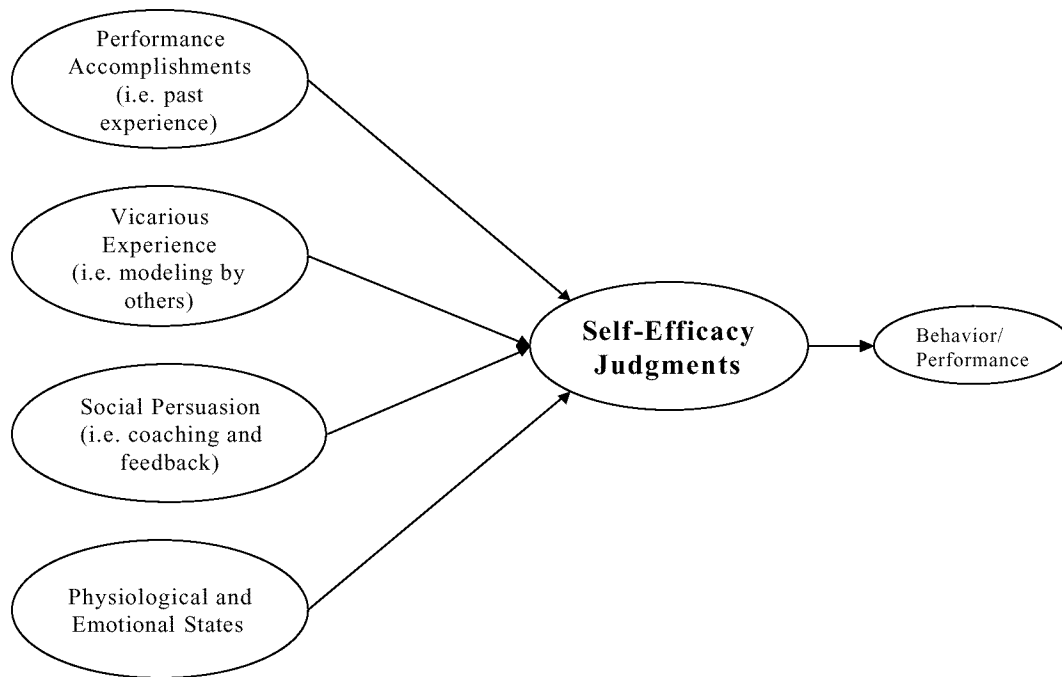 Performance
Accomplishments
(i.e. past
experience)
Vicarious
Experience
(i.e. modeling by
others)
Social Persuasion
(i.e. coaching and
feedback)
Physiological and
Emotional States
Self-Efficacy
Judgments
Behavior/
Performance